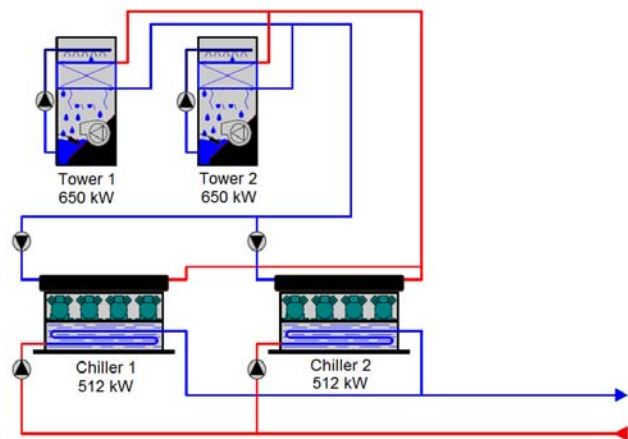 Tower 1
650 kW
Tower 2
650 kW
Chiller 1
512 kW
Chiller 2
512 kW